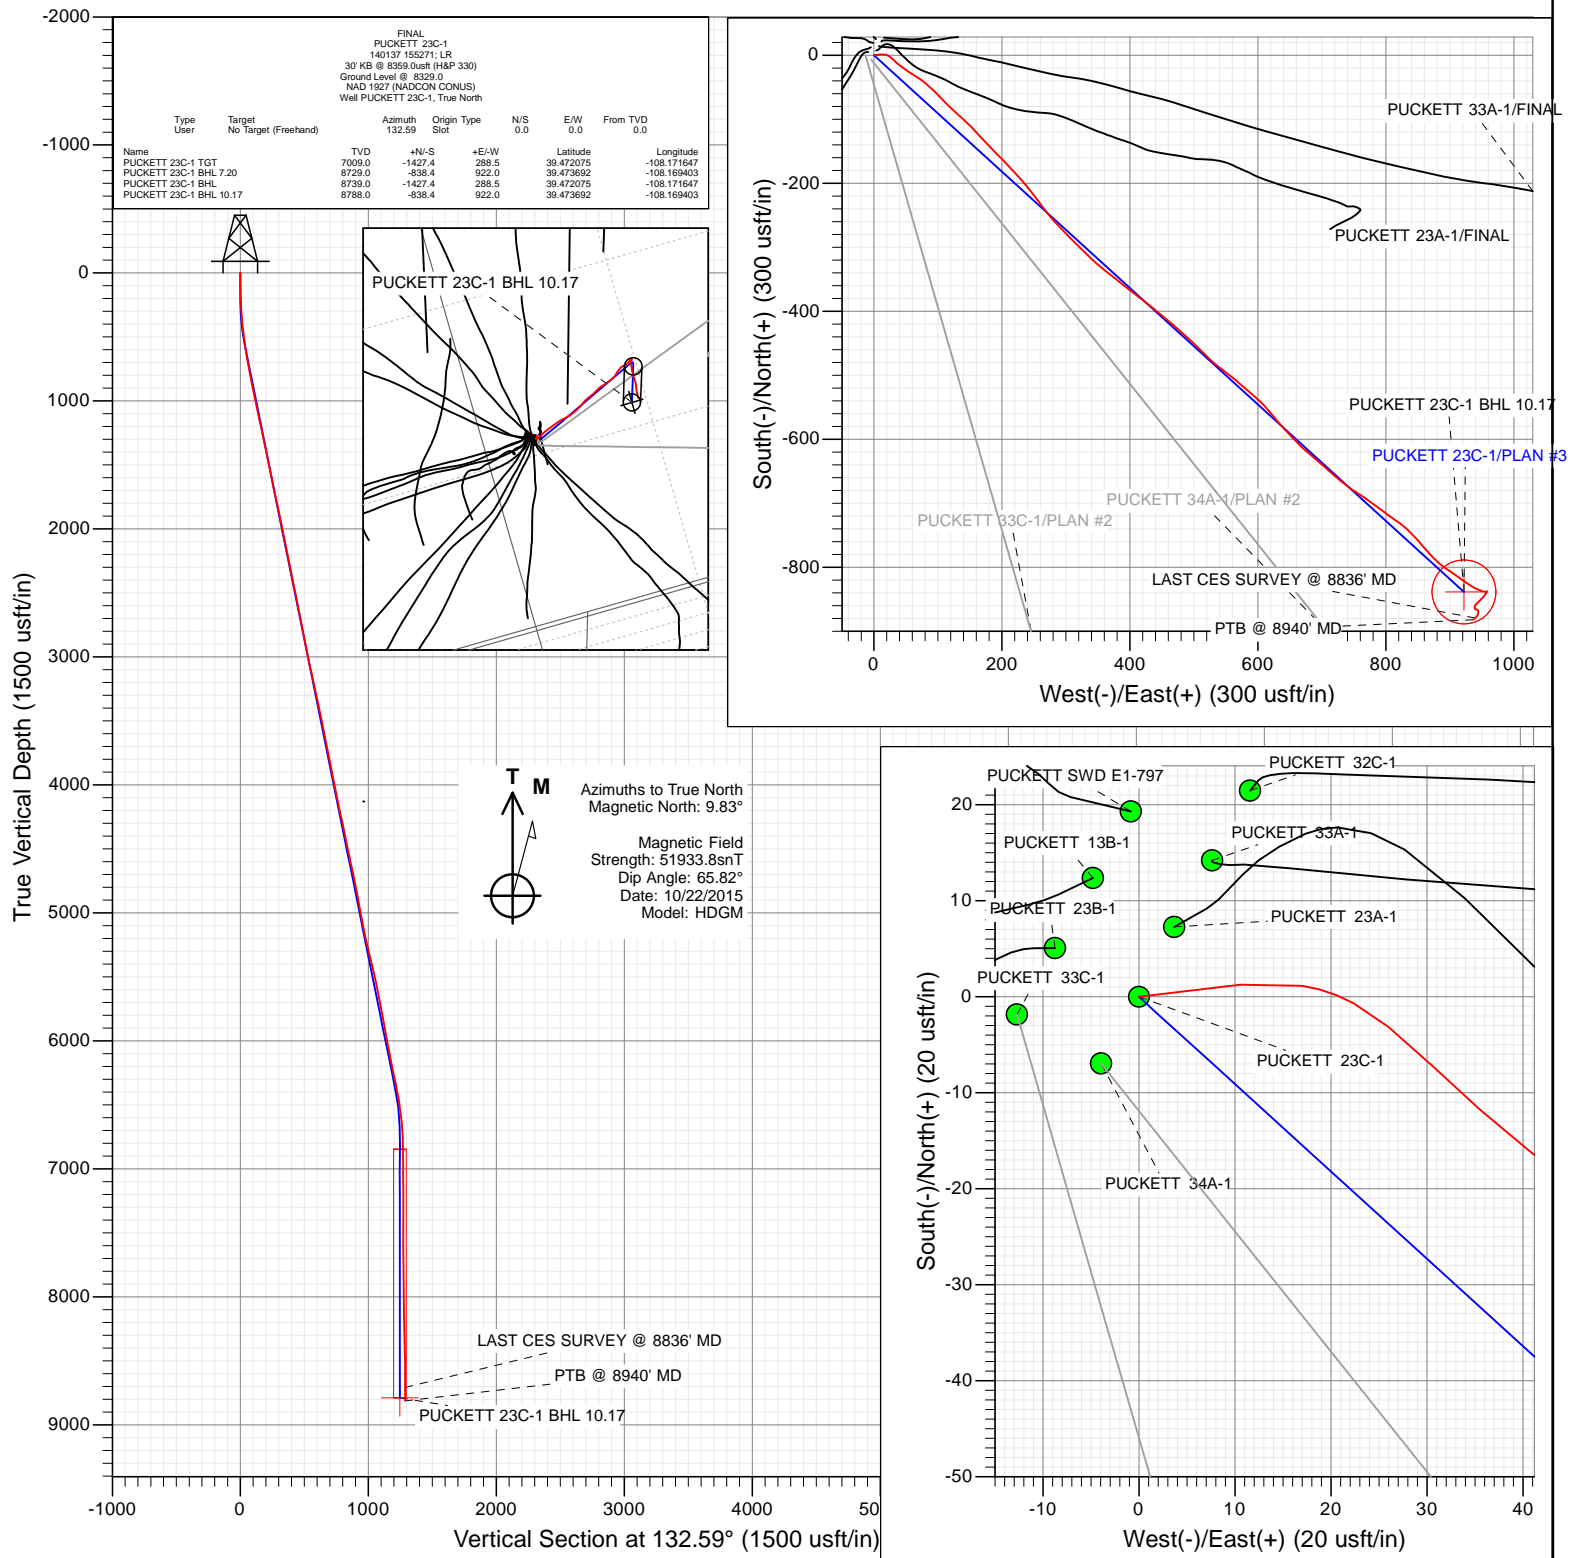 FINAL
PUCKETT 23C-1
140137 155271; LR
30' KB @ 8359.0usft (H&P 330)
Ground Level @ 8329.0
NAD 1927 (NADCON CONUS)
Well PUCKETT 23C-1, True North
Type Target Azimuth Origin Type N/S E/W From TVD
User No Target (Freehand) 132.59 Slot 0.0 0.0 0.0
Name TVD +N/-S +E/-W Latitude Longitude
PUCKETT 23C-1 TGT 7009.0 -1427.4 288.5 39.472075 -108.171647
PUCKETT 23C-1 BHL 7.20 8729.0 -838.4 922.0 39.473692 -108.169403
PUCKETT 23C-1 BHL 8739.0 -1427.4 288.5 39.472075 -108.171647
PUCKETT 23C-1 BHL 10.17 8788.0 -838.4 922.0 39.473692 -108.169403
-2000
-1000
0
1000
2000
3000
4000
5000
6000
7000
8000
9000
True Vertical Depth (1500 usft/in)
-1000 0 1000 2000 3000 4000 50
Vertical Section at 132.59° (1500 usft/in)
PUCKETT 23C-1 BHL 10.17
T M
Azimuths to True North
Magnetic North: 9.83°
Magnetic Field
Strength: 51933.8snT
Dip Angle: 65.82°
Date: 10/22/2015
Model: HDGM
LAST CES SURVEY @ 8836' MD
PTB @ 8940' MD
PUCKETT 23C-1 BHL 10.17
0
-200
-400
-600
-800
South(-)/North(+) (300 usft/in)
PUCKETT 33A-1/FINAL
PUCKETT 23A-1/FINAL
PUCKETT 23C-1 BHL 10.17
PUCKETT 23C-1/PLAN #3
PUCKETT 34A-1/PLAN #2
PUCKETT 33C-1/PLAN #2
LAST CES SURVEY @ 8836' MD
PTB @ 8940' MD
0 200 400 600 800 1000
West(-)/East(+) (300 usft/in)
PUCKETT SWD E1-797
PUCKETT 32C-1
PUCKETT 13B-1
PUCKETT 33A-1
PUCKETT 23B-1
PUCKETT 23A-1
PUCKETT 33C-1
PUCKETT 23C-1
PUCKETT 34A-1
20
10
0
-10
-20
-30
-40
-50
South(-)/North(+) (20 usft/in)
-10 0 10 20 30 40
West(-)/East(+) (20 usft/in)